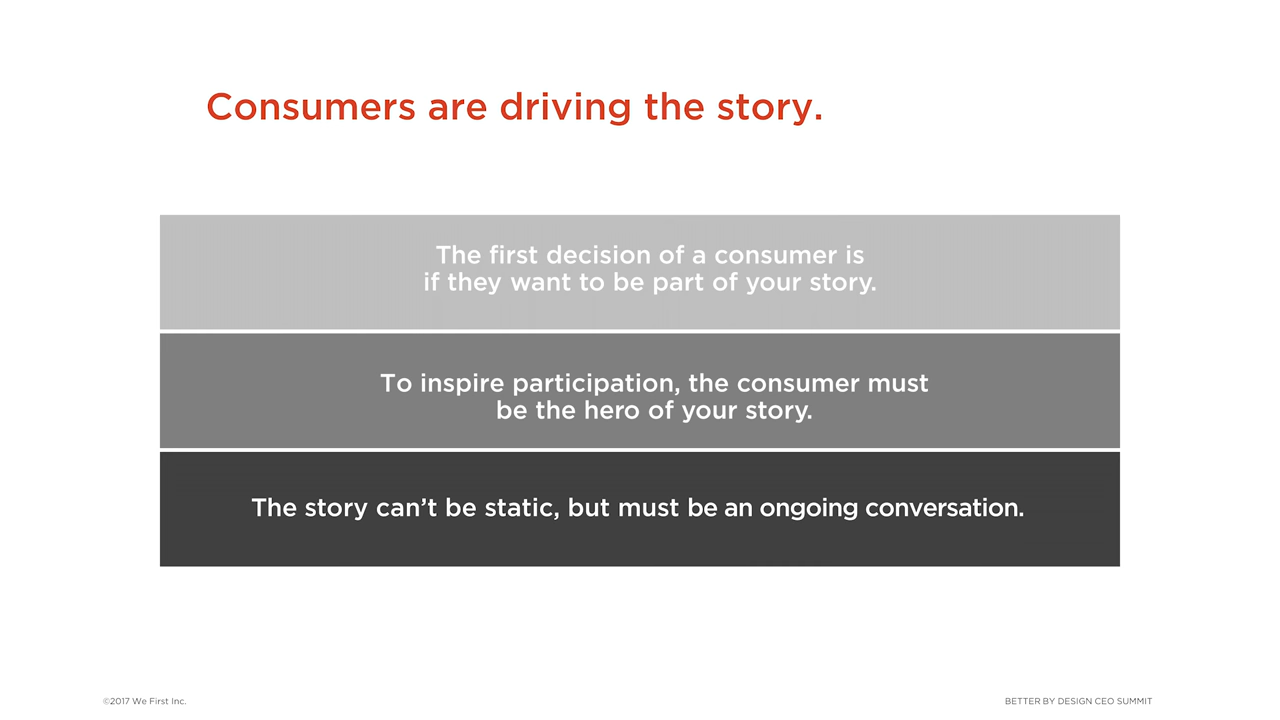 Consumers are driving the story.
The first decision of a consumer is
if they want to be part of your story.
To inspire participation, the consumer must
be the hero of your story.
The story can’t be static, but must be an ongoing conversation.
©2017 We First Inc.
BETTER BY DESIGN CEO SUMMIT